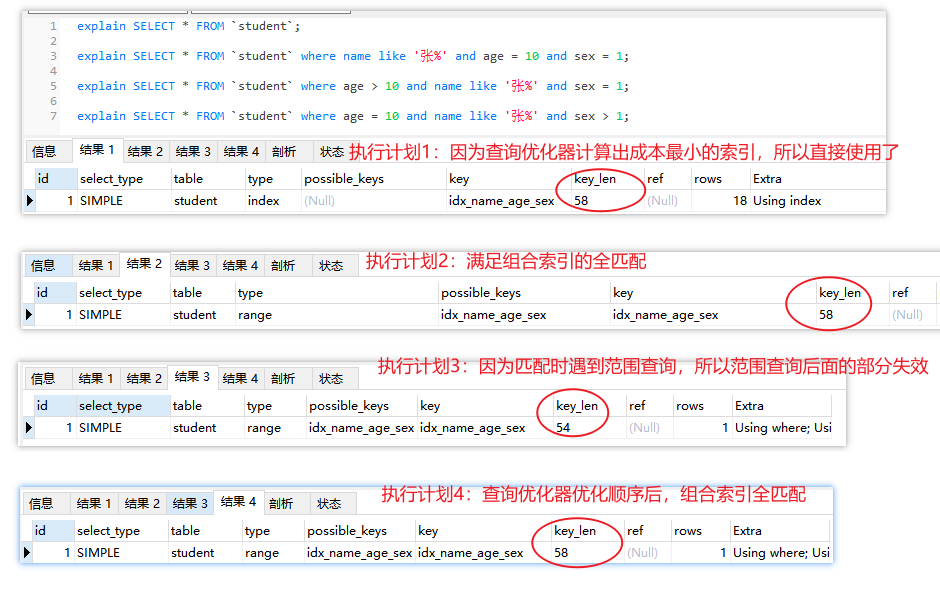 1 explain SELECT * FROM `student`;
2
3 explain SELECT * FROM `student` where name like '张%' and age = 10 and sex = 1;
4
5 explain SELECT * FROM `student` where age > 10 and name like '张%' and sex = 1;
6
7 explain SELECT * FROM `student` where age = 10 and name like '张%' and sex > 1;
信息 结果 1 结果 2 结果 3 结果 4 剖析 状态 执行计划1：因为查询优化器计算出成本最小的索引，所以直接使用了
id select_type table type possible_keys key key_len ref rows Extra
1 SIMPLE student index (Null) idx_name_age_sex 58 (Null) 18 Using index
信息 结果 1 结果 2 结果 3 结果 4 剖析 状态 执行计划2：满足组合索引的全匹配
id select_type table type possible_keys key key_len ref
1 SIMPLE student range idx_name_age_sex idx_name_age_sex 58 (Null)
信息 结果 1 结果 2 结果 3 结果 4 剖析 状态 执行计划3：因为匹配时遇到范围查询，所以范围查询后面的部分失效
id select_type table type possible_keys key key_len ref rows Extra
1 SIMPLE student range idx_name_age_sex idx_name_age_sex 54 (Null) 1 Using where; Usi
信息 结果 1 结果 2 结果 3 结果 4 剖析 状态 执行计划4：查询优化器优化顺序后，组合索引全匹配
id select_type table type possible_keys key key_len ref rows Extra
1 SIMPLE student range idx_name_age_sex idx_name_age_sex 58 (Null) 1 Using where; Usi